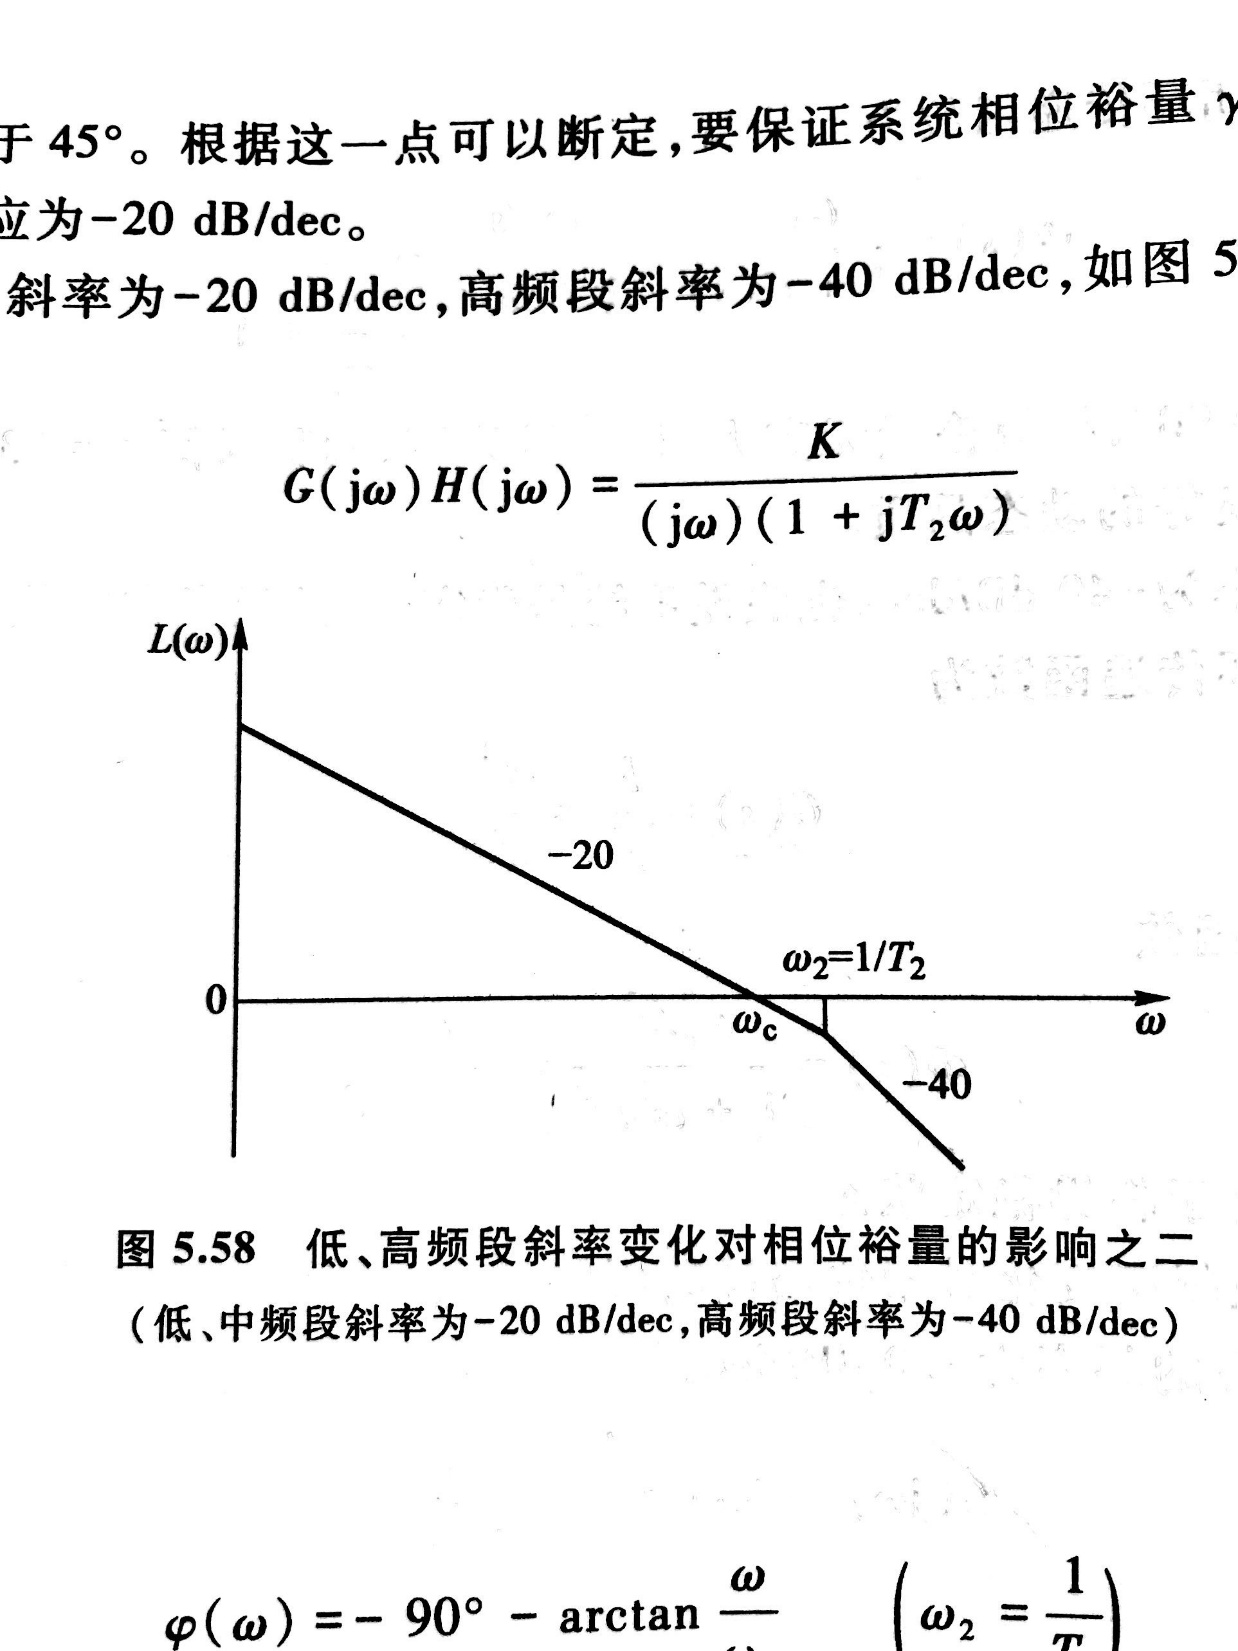 于 45°。根据这一点可以断定,要保证系统相位裕量 γ
应为-20 dB/dec。
斜率为-20 dB/dec,高频段斜率为-40 dB/dec,如图 5
G(jω)H(jω) = K / (jω)(1 + jT₂ω)
L(ω)
-20
ω₂=1/T₂
0
ω_c
ω
-40
图 5.58 低、高频段斜率变化对相位裕量的影响之二
(低、中频段斜率为-20 dB/dec,高频段斜率为-40 dB/dec)
φ(ω) = - 90° - arctan ω (ω₂ = 1/T